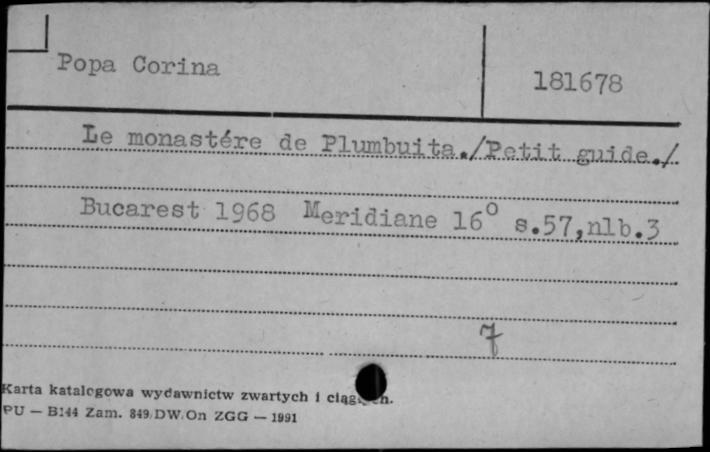 Popa Corina
181678
Le monastére de Plumbuita./Petit guide./
Bucarest 1968 Meridiane 16° s.57,nlb.3
7
Karta katalogowa wydawnictw zwartych i
PU — B144 Zam. 849/DW/On ZGG — 1991